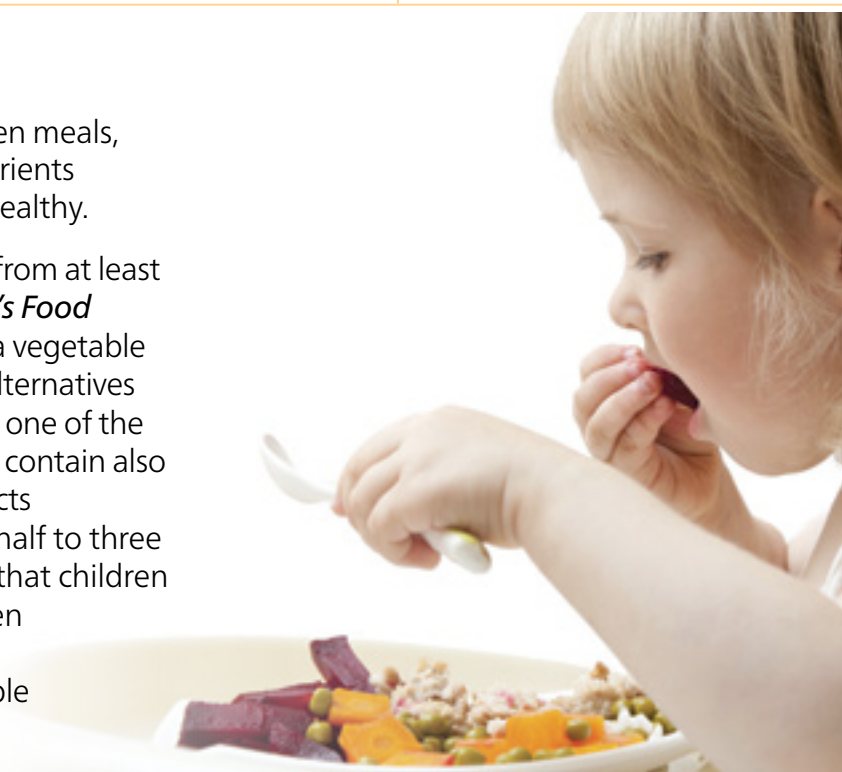 en meals,
rients
ealthy.
from at least
’s Food
a vegetable
lternatives
one of the
contain also
cts
half to three
that children
en
ole